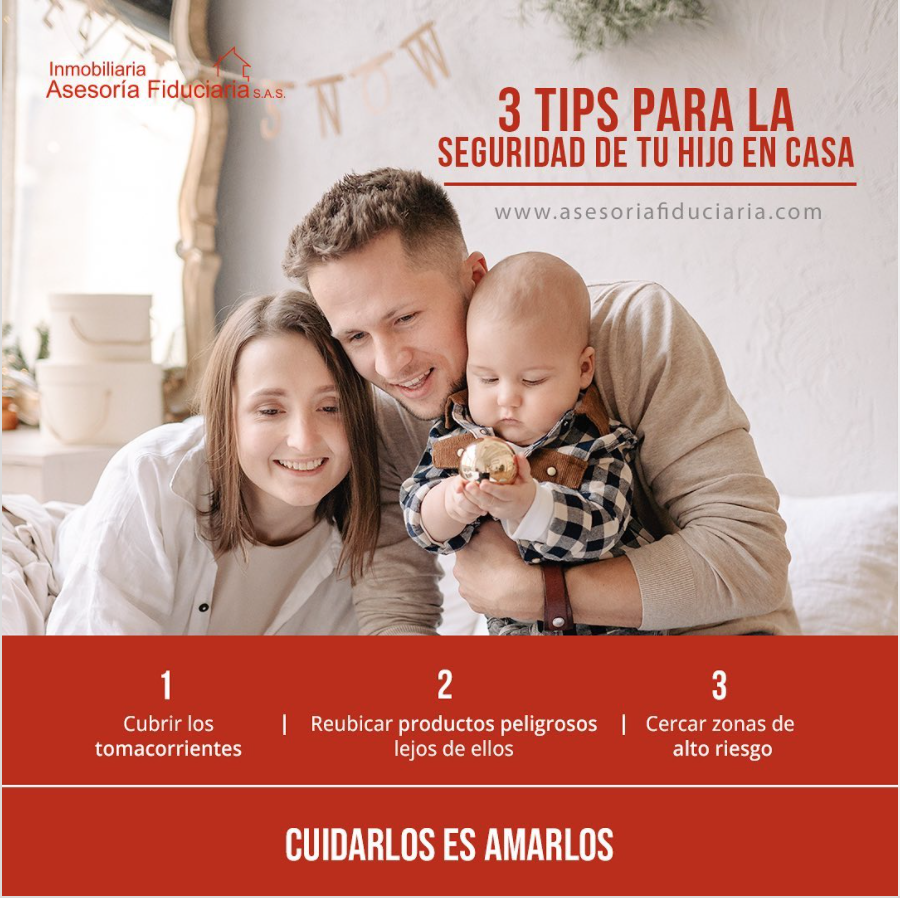 Inmobiliaria
Asesoría Fiduciaria S.A.S.
SNOW
3 TIPS PARA LA
SEGURIDAD DE TU HIJO EN CASA
www.asesoriafiduciaria.com
1
Cubrir los
tomacorrientes
2
Reubicar productos peligrosos
lejos de ellos
3
Cercar zonas de
alto riesgo
CUIDARLOS ES AMARLOS